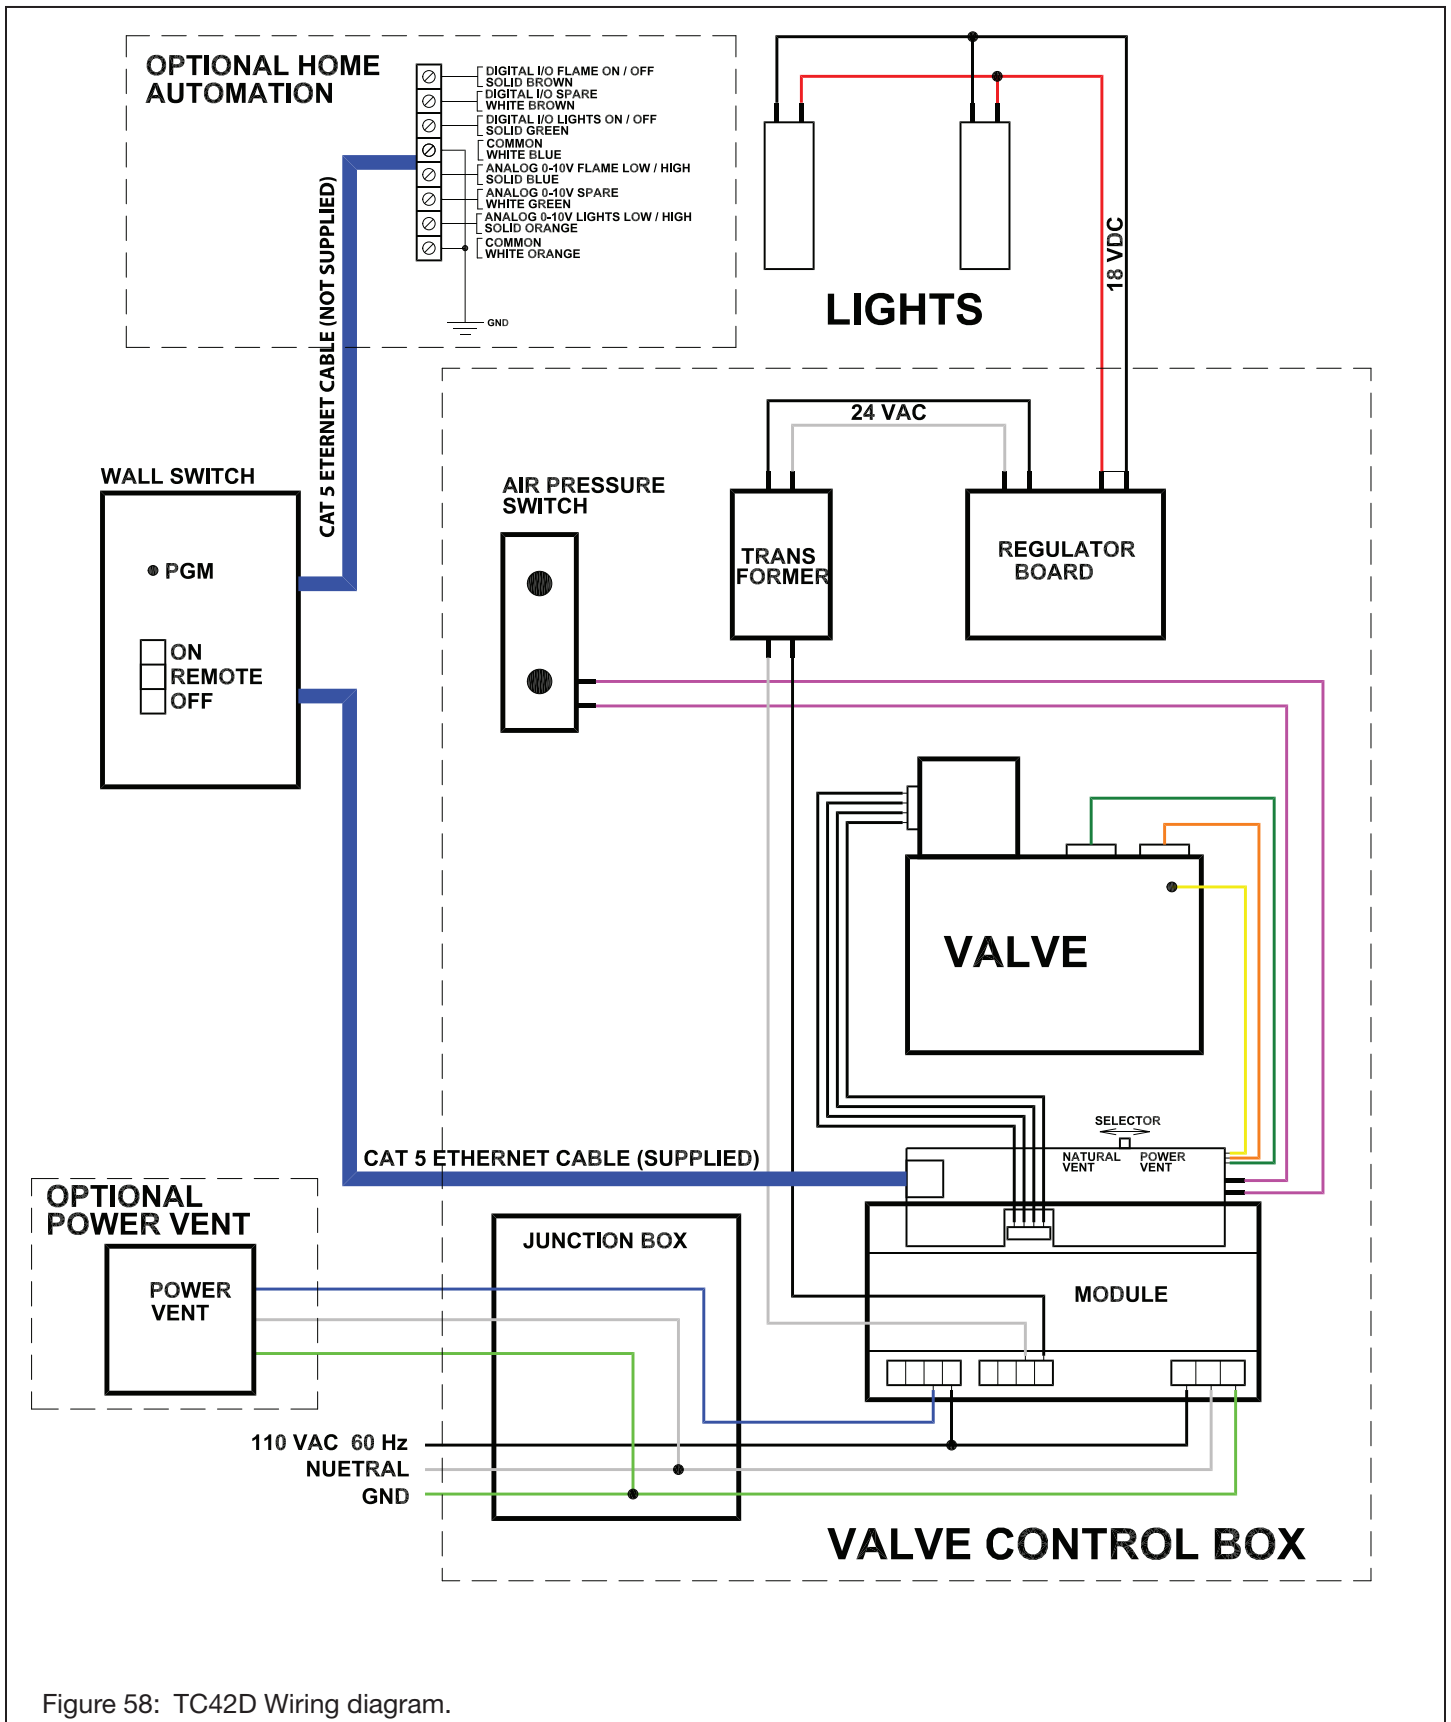 OPTIONAL HOME
AUTOMATION
DIGITAL I/O FLAME ON / OFF
SOLID BROWN
DIGITAL I/O SPARE
WHITE BROWN
DIGITAL I/O LIGHTS ON / OFF
SOLID GREEN
COMMON
WHITE BLUE
ANALOG 0-10V FLAME LOW / HIGH
SOLID BLUE
ANALOG 0-10V SPARE
WHITE GREEN
ANALOG 0-10V LIGHTS LOW / HIGH
SOLID ORANGE
COMMON
WHITE ORANGE
GND
CAT 5 ETERNET CABLE (NOT SUPPLIED)
LIGHTS
18 VDC
24 VAC
WALL SWITCH
PGM
ON
REMOTE
OFF
AIR PRESSURE
SWITCH
TRANS
FORMER
REGULATOR
BOARD
VALVE
SELECTOR
NATURAL
VENT
POWER
VENT
CAT 5 ETHERNET CABLE (SUPPLIED)
OPTIONAL
POWER VENT
POWER
VENT
JUNCTION BOX
MODULE
110 VAC 60 Hz
NUETRAL
GND
VALVE CONTROL BOX
Figure 58: TC42D Wiring diagram.